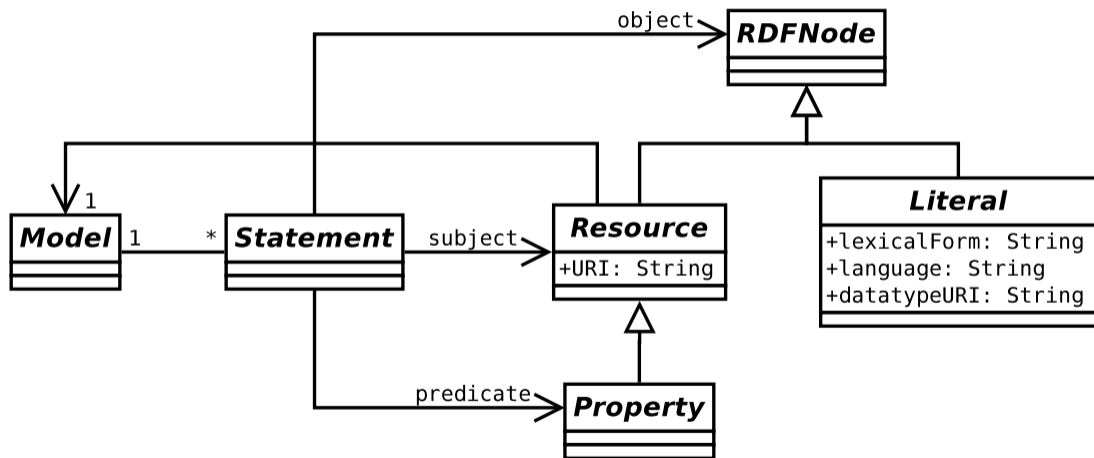 object
RDFNode
1
Model
1
*
Statement
subject
Resource
+URI: String
Literal
+lexicalForm: String
+language: String
+datatypeURI: String
predicate
Property